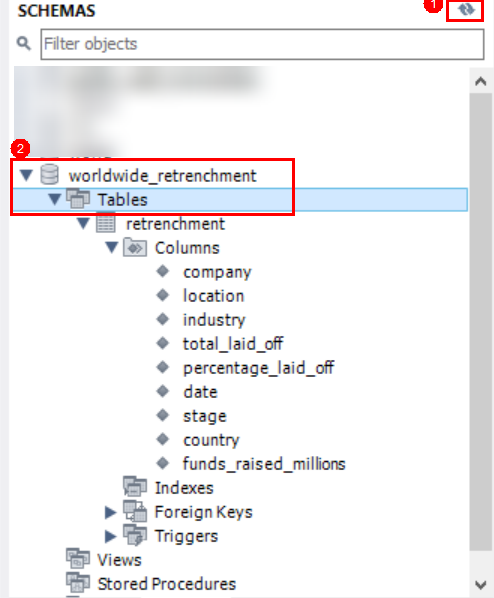 SCHEMAS
1
Filter objects
2
worldwide_retrenchment
Tables
retrenchment
Columns
company
location
industry
total_laid_off
percentage_laid_off
date
stage
country
funds_raised_millions
Indexes
Foreign Keys
Triggers
Views
Stored Procedures